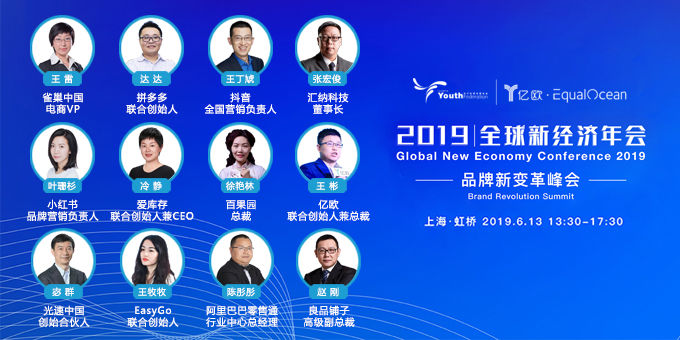 王 雷
雀巢中国
电商VP
达 达
拼多多
联合创始人
王丁虓
抖音
全国营销负责人
张宏俊
汇纳科技
董事长
叶珊杉
小红书
品牌营销负责人
冷 静
爱库存
联合创始人兼CEO
徐艳林
百果园
总裁
王 彬
亿欧
联合创始人兼总裁
宓 群
光速中国
创始合伙人
王牧牧
EasyGo
联合创始人
陈彤彤
阿里巴巴零售通
行业中心总经理
赵 刚
良品铺子
高级副总裁
Youth Federation
亿欧·EqualOcean
2019|全球新经济年会
Global New Economy Conference 2019
品牌新变革峰会
Brand Revolution Summit
上海·虹桥 2019.6.13 13:30-17:30